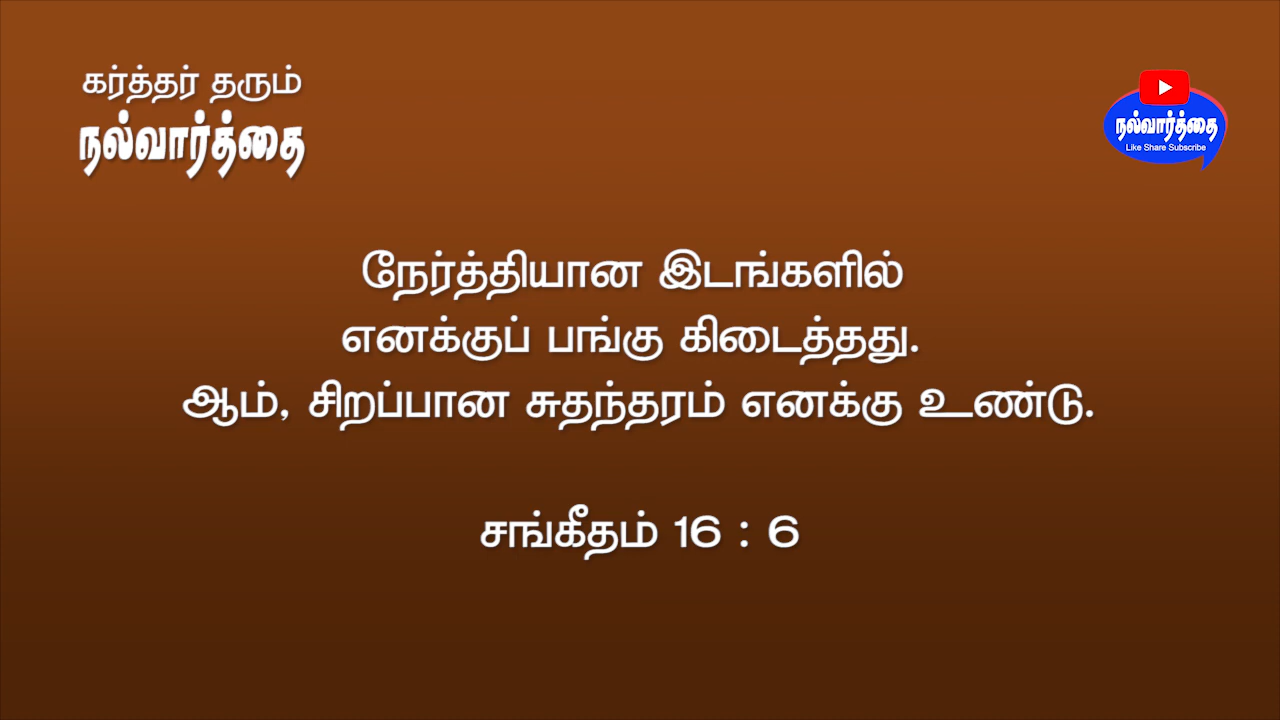 கர்த்தர் தரும்
நல்வார்த்தை
நல்வார்த்தை
Like Share Subscribe
நேர்த்தியான இடங்களில்
எனக்குப் பங்கு கிடைத்தது.
ஆம், சிறப்பான சுதந்தரம் எனக்கு உண்டு.
சங்கீதம் 16 : 6